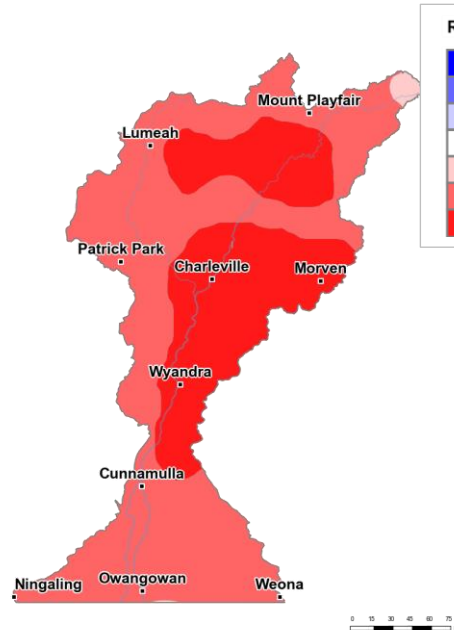 R
Mount Playfair
Lumeah
Patrick Park
Charleville
Morven
Wyandra
Cunnamulla
Ningaling
Owangowan
Weona
0 15 30 45 60 75